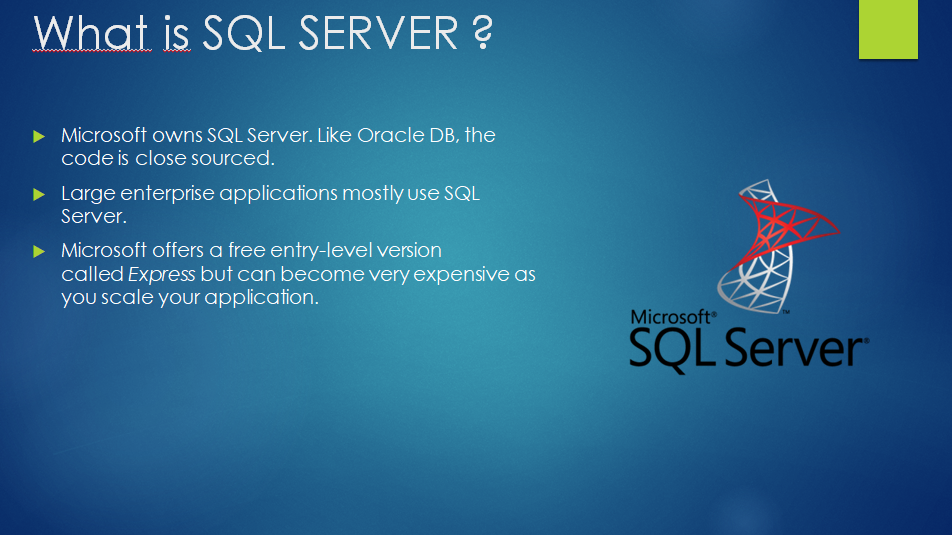 What is SQL SERVER ?
Microsoft owns SQL Server. Like Oracle DB, the
code is close sourced.
Large enterprise applications mostly use SQL
Server.
Microsoft offers a free entry-level version
called Express but can become very expensive as
you scale your application.
Microsoft®
SQL Server®
™